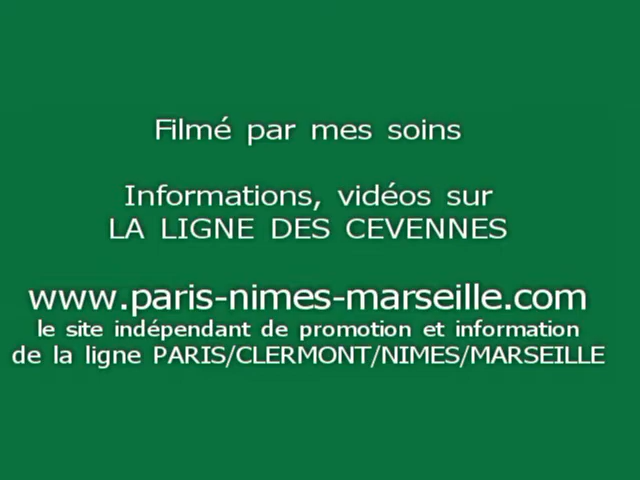 Filmé par mes soins
Informations, vidéos sur
LA LIGNE DES CEVENNES
www.paris-nimes-marseille.com
le site indépendant de promotion et information
de la ligne PARIS/CLERMONT/NIMES/MARSEILLE